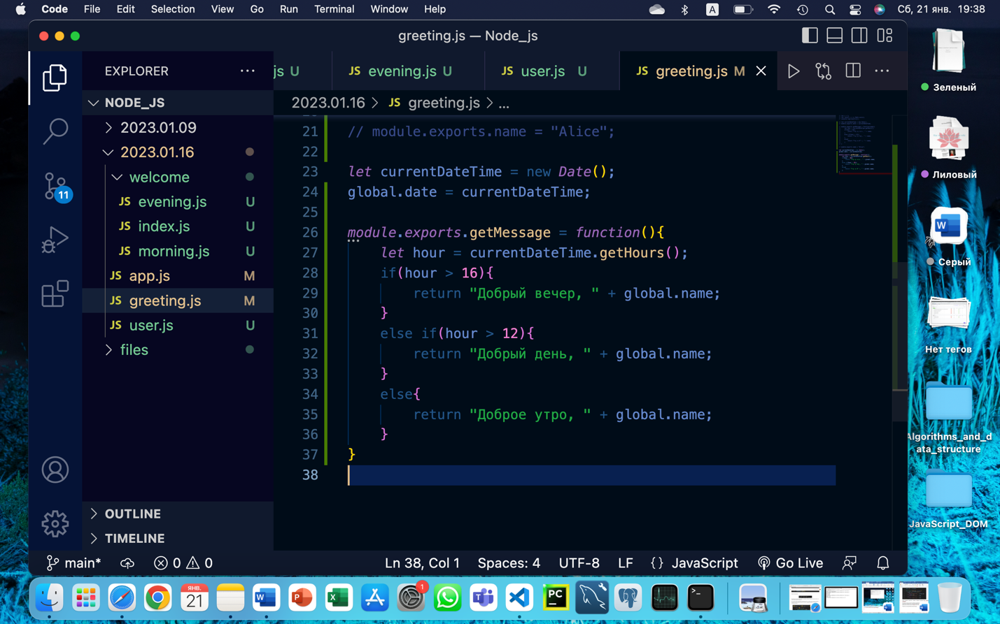 Code File Edit Selection View Go Run Terminal Window Help A Сб, 21 янв. 19:38
greeting.js — Node_js
EXPLORER
js U
JS evening.js U
JS user.js U
JS greeting.js M
2023.01.16 > JS greeting.js > ...
NODE_JS
2023.01.09
2023.01.16
welcome
JS evening.js U
JS index.js U
JS morning.js U
JS app.js M
JS greeting.js M
JS user.js U
files
OUTLINE
TIMELINE
11
21 // module.exports.name = "Alice";
22
23 let currentDateTime = new Date();
24 global.date = currentDateTime;
25
26 module.exports.getMessage = function(){
27 let hour = currentDateTime.getHours();
28 if(hour > 16){
29 return "Добрый вечер, " + global.name;
30 }
31 else if(hour > 12){
32 return "Добрый день, " + global.name;
33 }
34 else{
35 return "Доброе утро, " + global.name;
36 }
37 }
38
main* 0 0 Ln 38, Col 1 Spaces: 4 UTF-8 LF {} JavaScript Go Live
Зеленый
Лиловый
W
Серый
Нет тегов
Algorithms_and_d
ata_structure
JavaScript_DOM
ЯНВ.
21
W
P
X
1
T
PC
>_